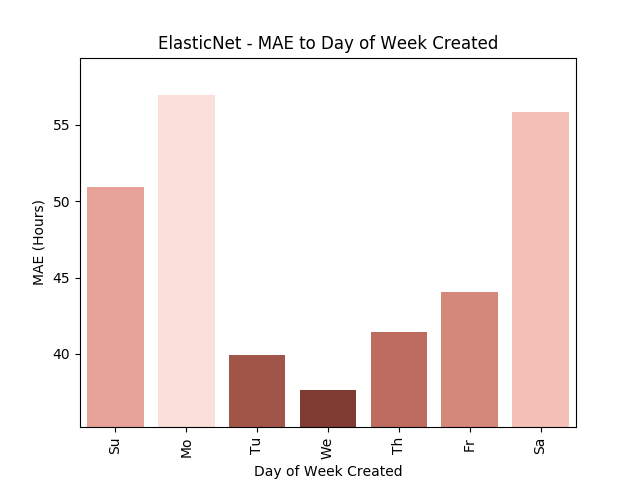 ElasticNet - MAE to Day of Week Created
MAE (Hours)
55
50
45
40
Su
Mo
Tu
We
Th
Fr
Sa
Day of Week Created